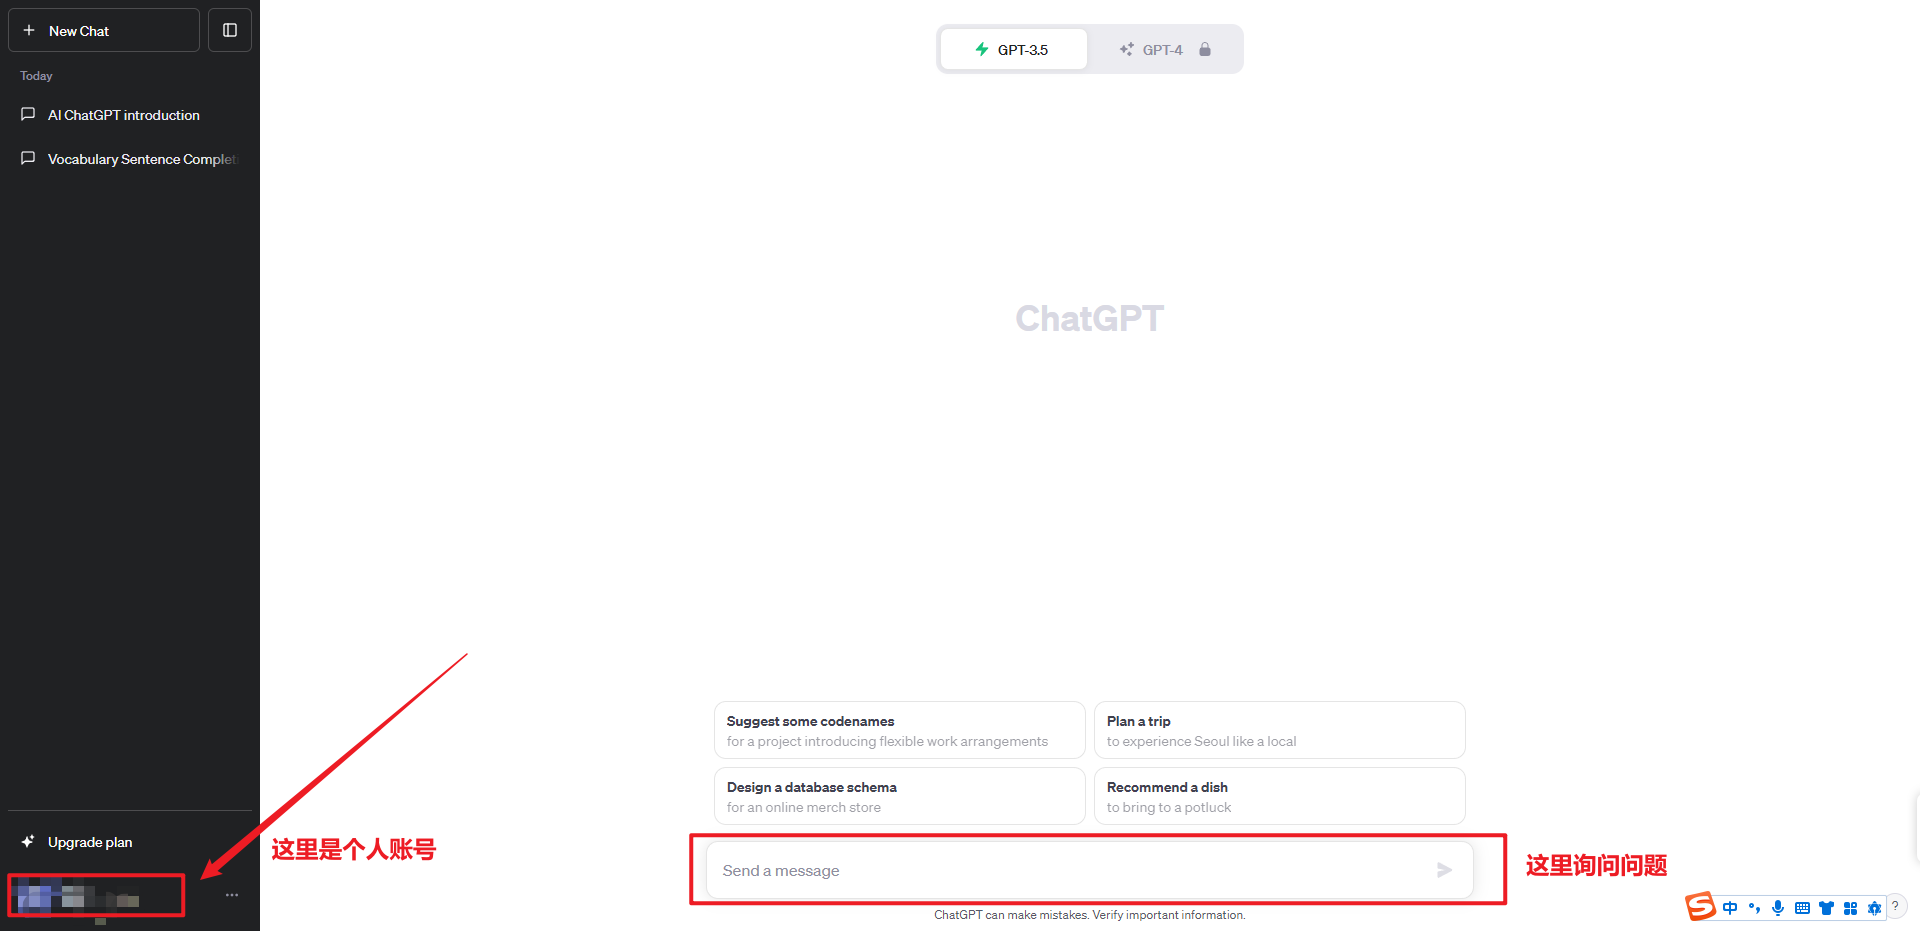 New Chat
Today
AI ChatGPT introduction
Vocabulary Sentence Complet
Upgrade plan
这里是个人账号
GPT-3.5
GPT-4
ChatGPT
Suggest some codenames
for a project introducing flexible work arrangements
Plan a trip
to experience Seoul like a local
Design a database schema
for an online merch store
Recommend a dish
to bring to a potluck
Send a message
这里询问问题
ChatGPT can make mistakes. Verify important information.
S 中 °,
?